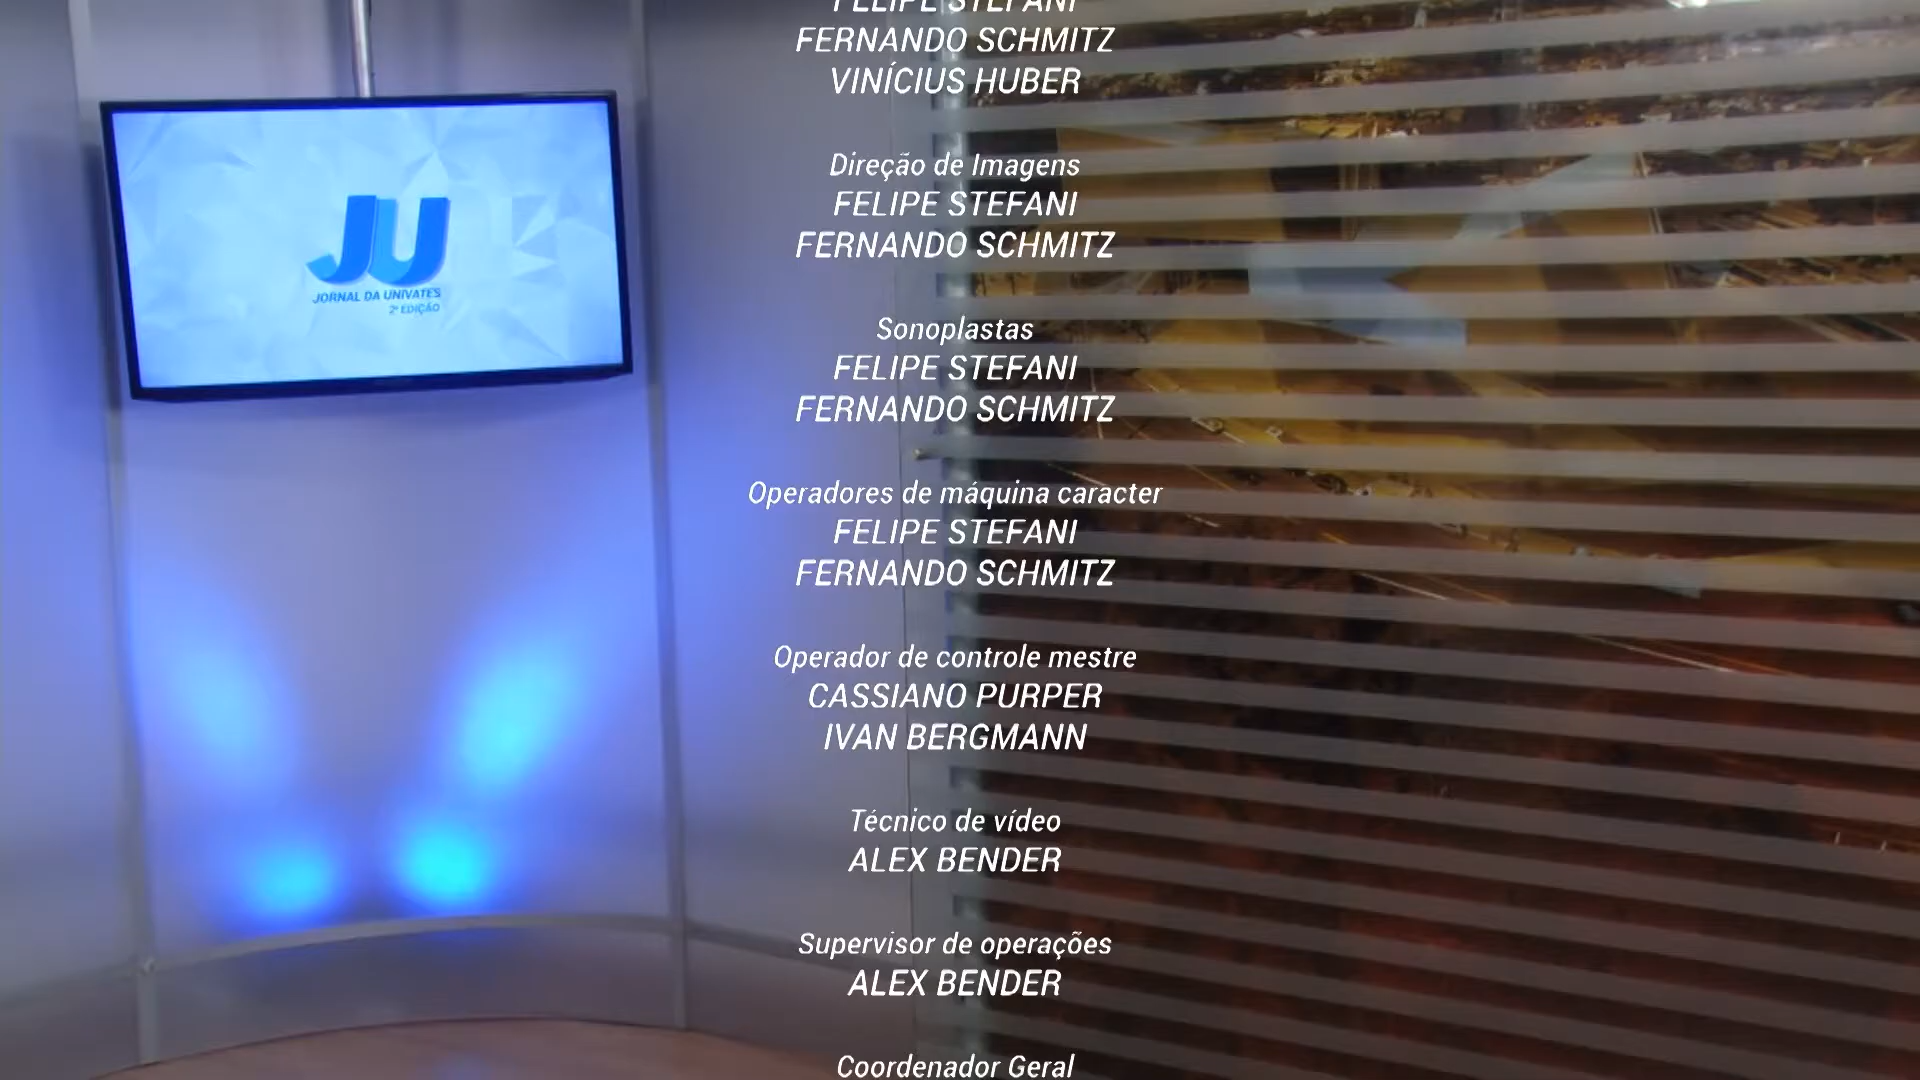 FELIPE STEFANI
FERNANDO SCHMITZ
VINÍCIUS HUBER
JU
JORNAL DA UNIVATES
2ª EDIÇÃO
Direção de Imagens
FELIPE STEFANI
FERNANDO SCHMITZ
Sonoplastas
FELIPE STEFANI
FERNANDO SCHMITZ
Operadores de máquina caracter
FELIPE STEFANI
FERNANDO SCHMITZ
Operador de controle mestre
CASSIANO PURPER
IVAN BERGMANN
Técnico de vídeo
ALEX BENDER
Supervisor de operações
ALEX BENDER
Coordenador Geral